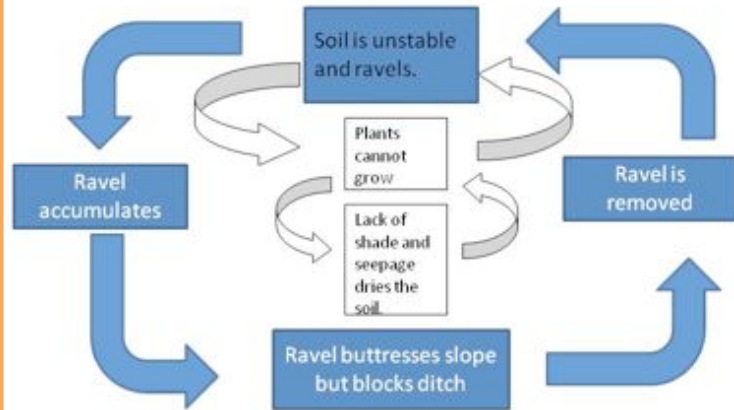 Soil is unstable
and ravels.
Plants
cannot
grow
Ravel
accumulates
Ravel is
removed
Lack of
shade and
seepage
dries the
soil.
Ravel buttresses slope
but blocks ditch